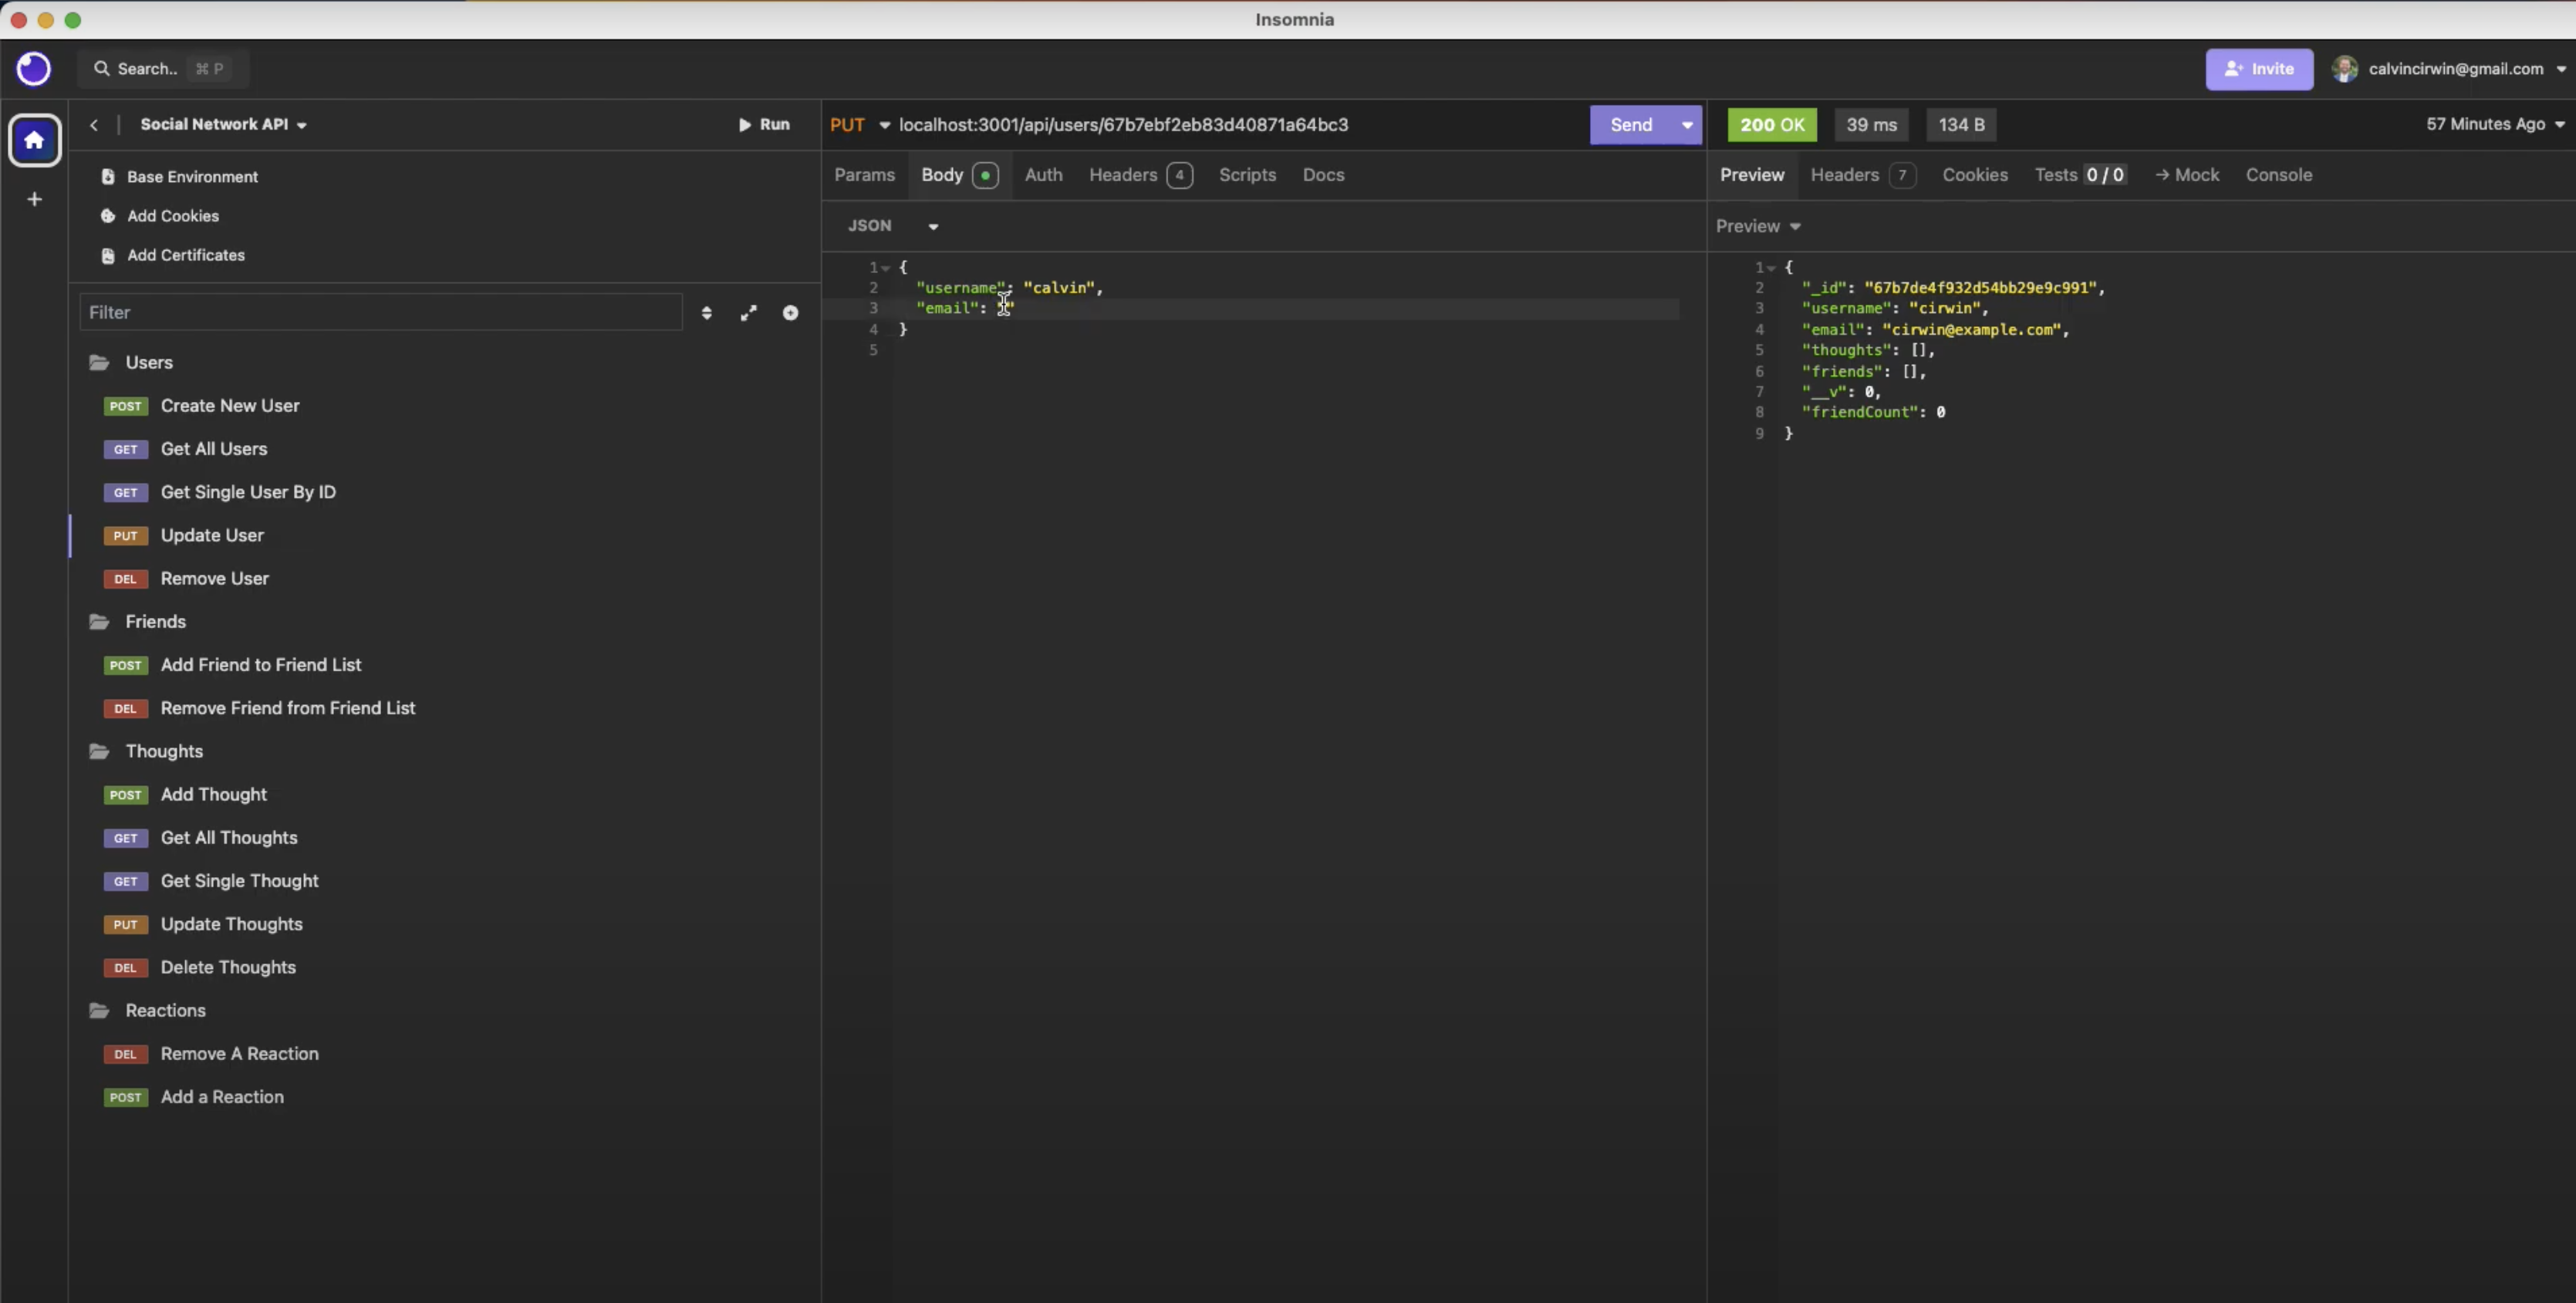 Insomnia
Search.. ⌘ P
Invite
calvincirwin@gmail.com
Social Network API
Run
Base Environment
Add Cookies
Add Certificates
Filter
Users
POST Create New User
GET Get All Users
GET Get Single User By ID
PUT Update User
DEL Remove User
Friends
POST Add Friend to Friend List
DEL Remove Friend from Friend List
Thoughts
POST Add Thought
GET Get All Thoughts
GET Get Single Thought
PUT Update Thoughts
DEL Delete Thoughts
Reactions
DEL Remove A Reaction
POST Add a Reaction
PUT localhost:3001/api/users/67b7ebf2eb83d40871a64bc3 Send
Params Body Auth Headers 4 Scripts Docs
JSON
1 {
2 "username": "calvin",
3 "email": ""
4 }
5
200 OK 39 ms 134 B 57 Minutes Ago
Preview Headers 7 Cookies Tests 0 / 0 → Mock Console
Preview
1 {
2 "_id": "67b7de4f932d54bb29e9c991",
3 "username": "cirwin",
4 "email": "cirwin@example.com",
5 "thoughts": [],
6 "friends": [],
7 "__v": 0,
8 "friendCount": 0
9 }